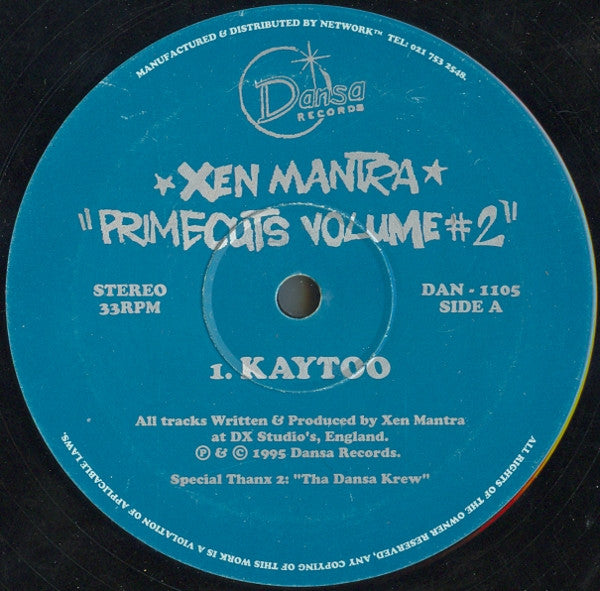 MANUFACTURED & DISTRIBUTED BY NETWORK™ TEL: 021 753 2548.
Dansa
RECORDS
★XEN MANTRA★
"PRIMECUTS VOLUME #2"
STEREO
33RPM
DAN - 1105
SIDE A
1. KAYTOO
All tracks Written & Produced by Xen Mantra
at DX Studio's, England.
℗ & © 1995 Dansa Records.
Special Thanx 2: "Tha Dansa Krew"
ALL RIGHTS OF THE OWNER RESERVED, ANY COPYING OF THIS WORK IS A VIOLATION OF APPLICABLE LAWS.